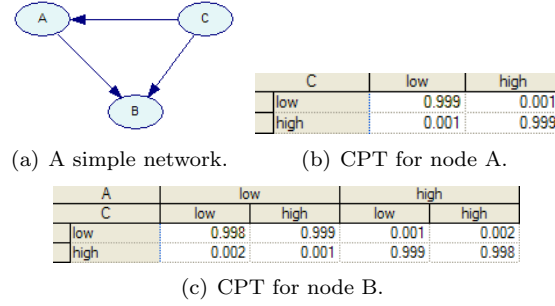 A
C
B
(a) A simple network.
C low high
low 0.999 0.001
high 0.001 0.999
(b) CPT for node A.
A low high
C low high low high
low 0.998 0.999 0.001 0.002
high 0.002 0.001 0.999 0.998
(c) CPT for node B.